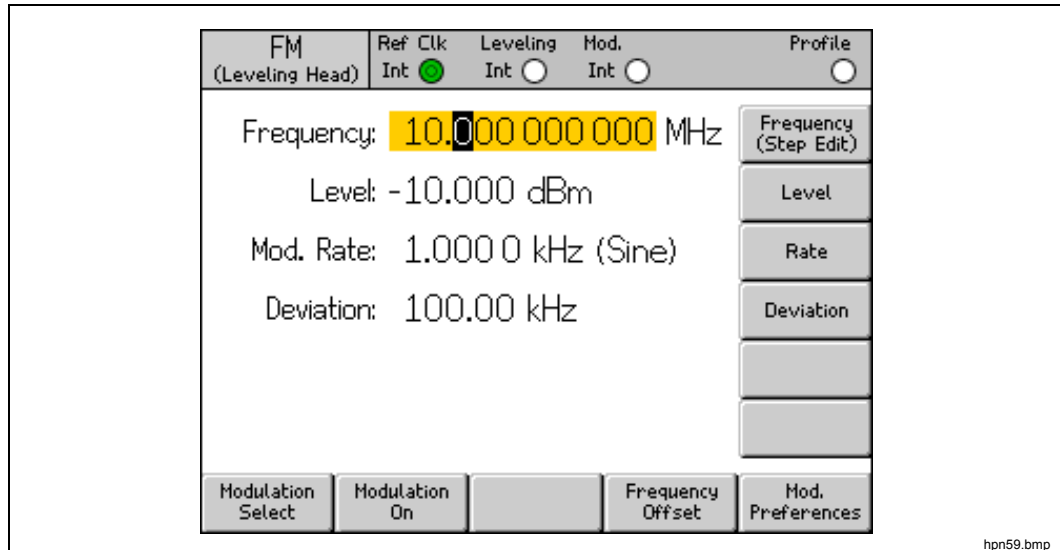 FM
(Leveling Head)
Ref Clk
Int
Leveling
Int
Mod.
Int
Profile
Frequency: 10.000 000 000 MHz
Level: -10.000 dBm
Mod. Rate: 1.000 0 kHz (Sine)
Deviation: 100.00 kHz
Frequency
(Step Edit)
Level
Rate
Deviation
Modulation
Select
Modulation
On
Frequency
Offset
Mod.
Preferences
hpn59.bmp